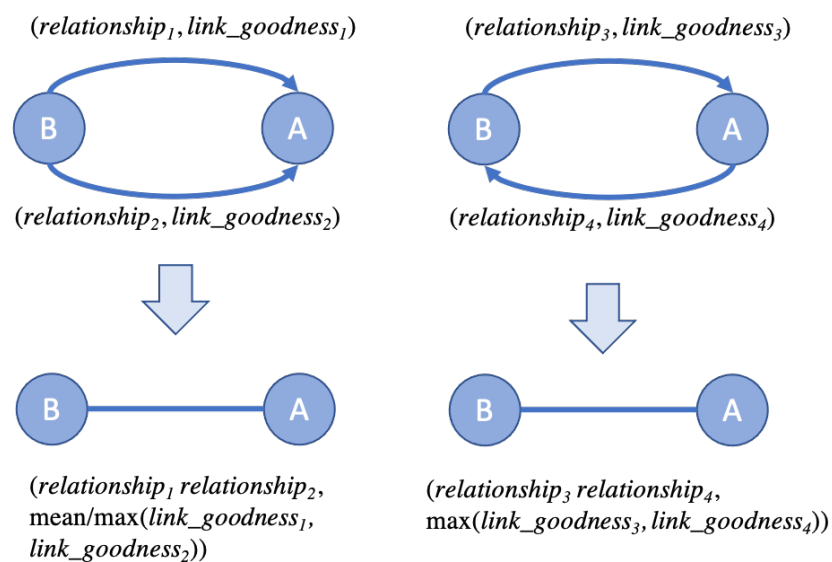 (relationship₁, link_goodness₁)
B
A
(relationship₂, link_goodness₂)
(relationship₃, link_goodness₃)
B
A
(relationship₄, link_goodness₄)
B
A
(relationship₁ relationship₂,
mean/max(link_goodness₁,
link_goodness₂))
B
A
(relationship₃ relationship₄,
max(link_goodness₃, link_goodness₄))